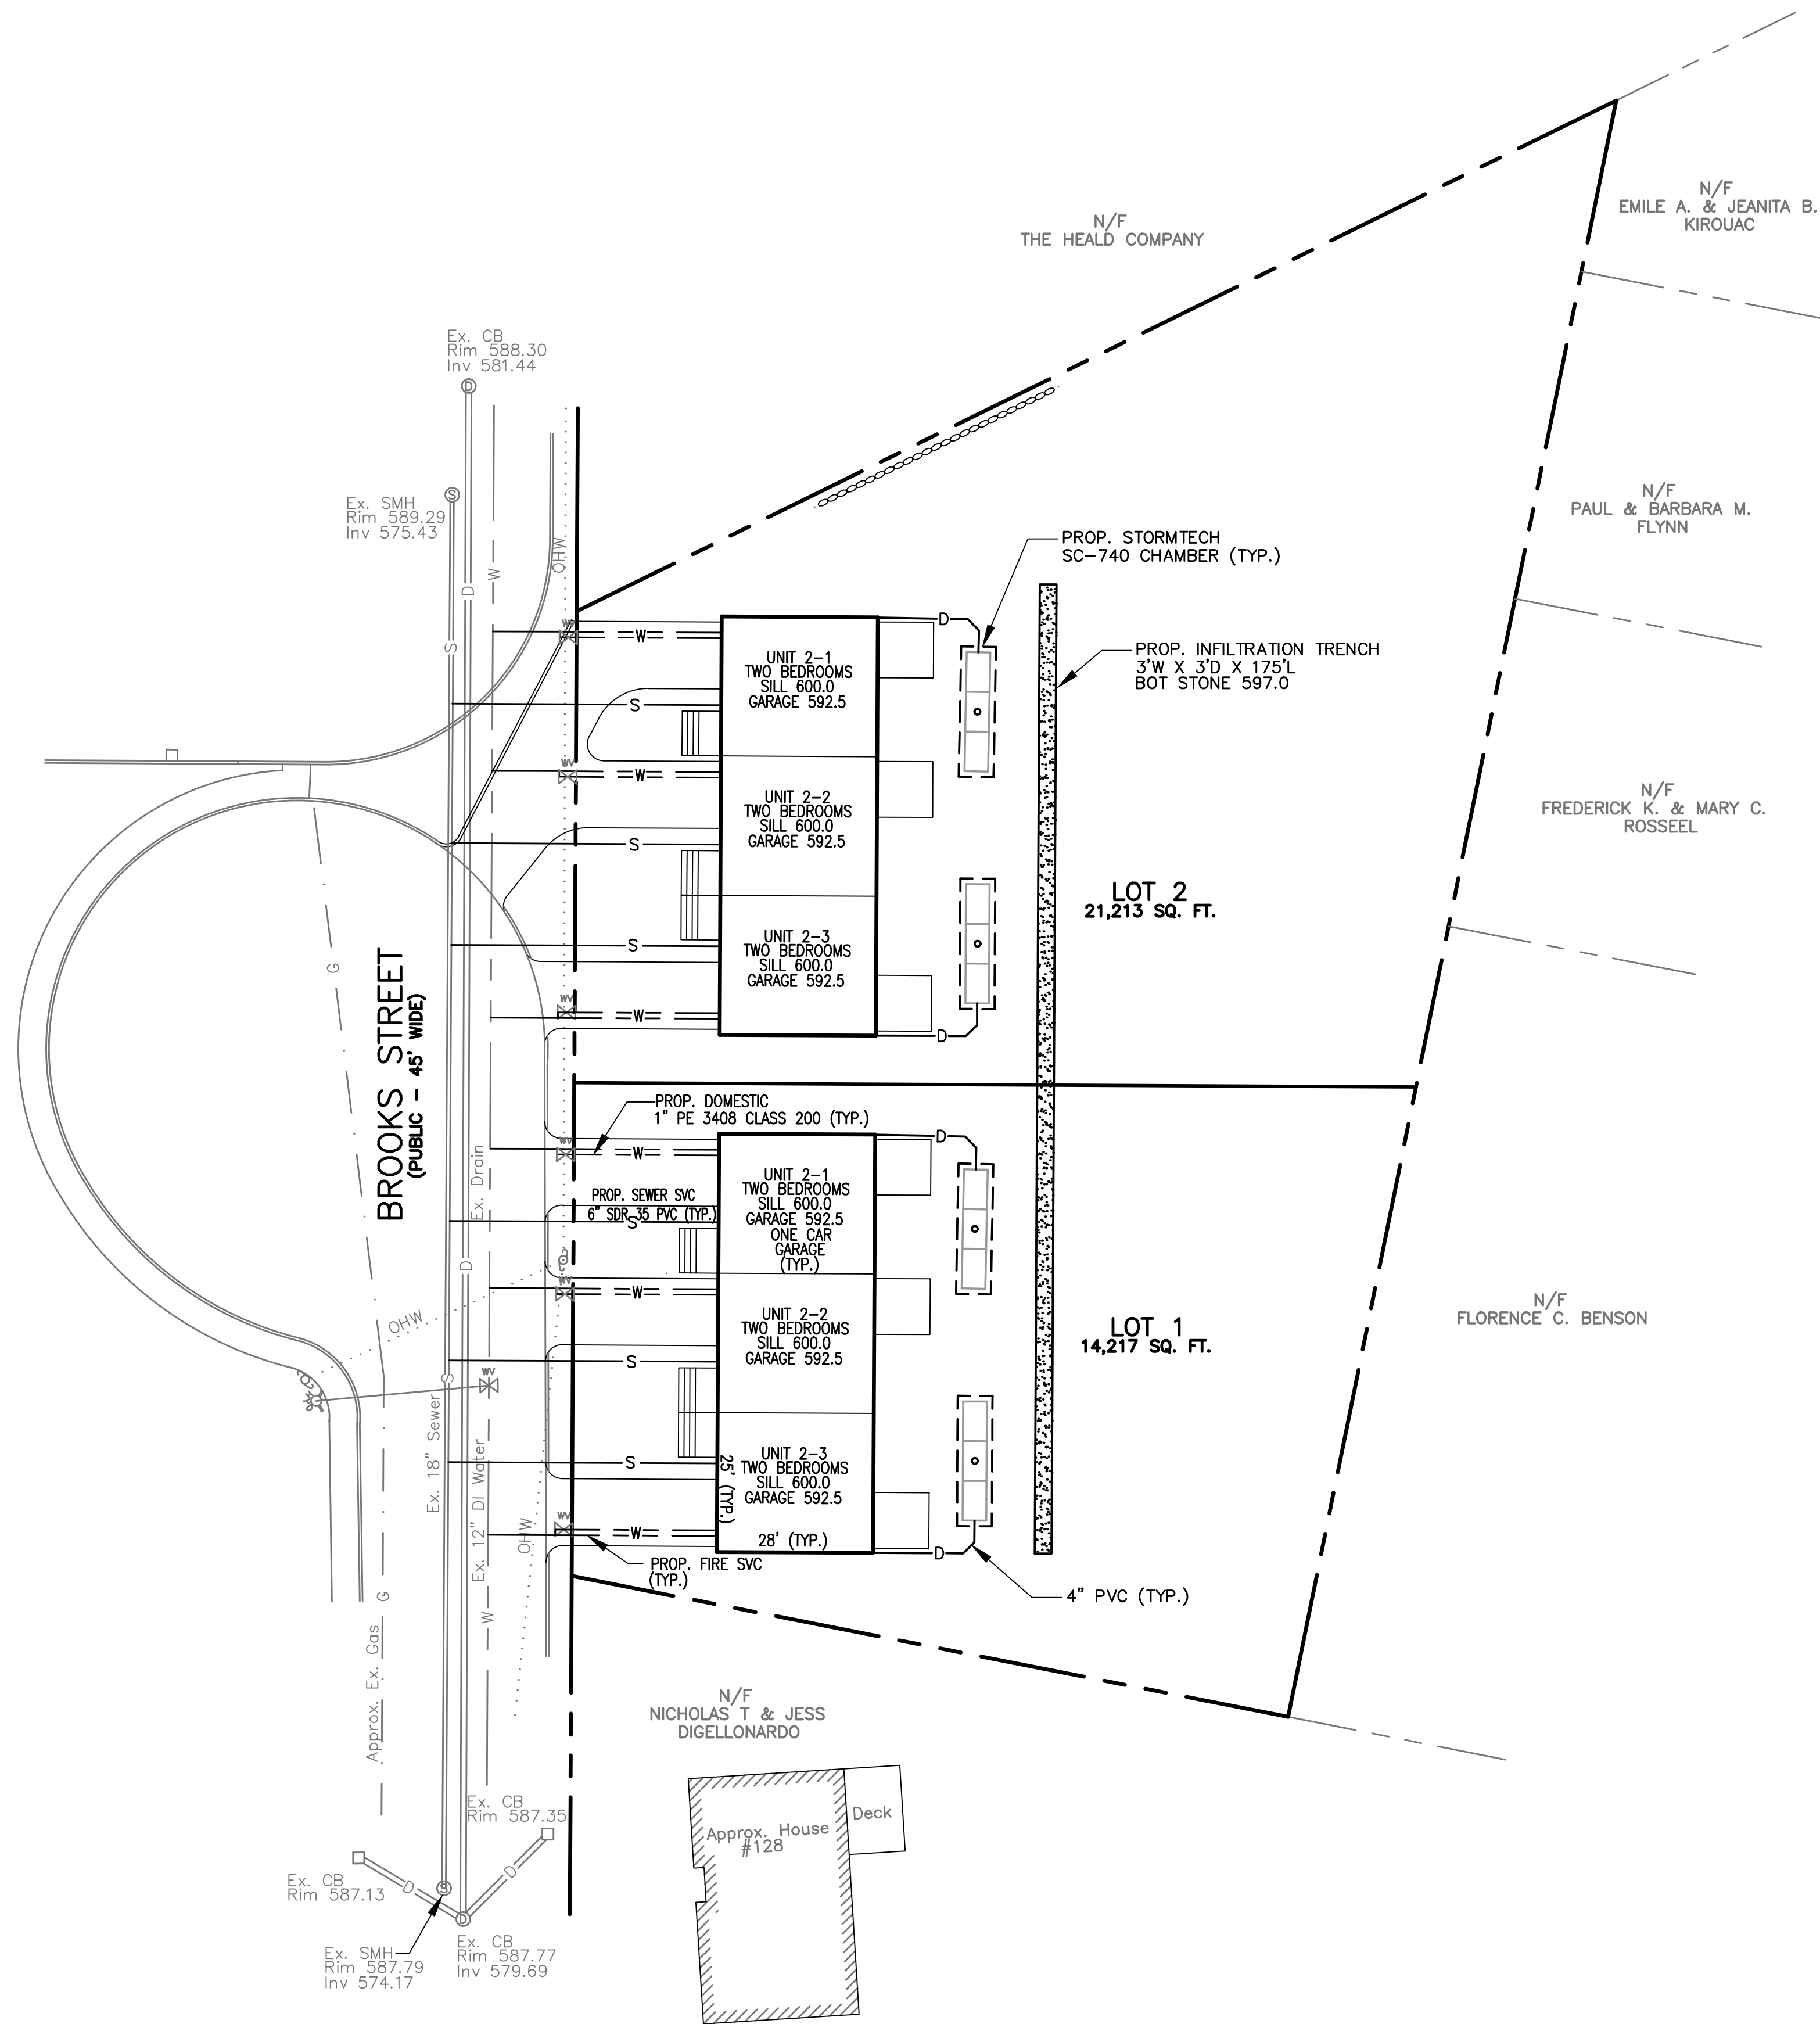 N/F
EMILE A. & JEANITA B.
KIROUAC
N/F
THE HEALD COMPANY
Ex. CB
Rim 588.30
Inv 581.44
D
Ex. SMH
Rim 589.29
Inv 575.43
S
N/F
PAUL & BARBARA M.
FLYNN
OHW
W
D
S
PROP. STORMTECH
SC-740 CHAMBER (TYP.)
PROP. INFILTRATION TRENCH
3'W X 3'D X 175'L
BOT STONE 597.0
D
WV
W
UNIT 2-1
TWO BEDROOMS
SILL 600.0
GARAGE 592.5
S
WV
W
UNIT 2-2
TWO BEDROOMS
SILL 600.0
GARAGE 592.5
S
N/F
FREDERICK K. & MARY C.
ROSSEEL
LOT 2
21,213 SQ. FT.
UNIT 2-3
TWO BEDROOMS
SILL 600.0
GARAGE 592.5
S
WV
W
D
G
BROOKS STREET
(PUBLIC - 45' WIDE)
PROP. DOMESTIC
1" PE 3408 CLASS 200 (TYP.)
D
WV
W
Ex. Drain
UNIT 2-1
TWO BEDROOMS
SILL 600.0
GARAGE 592.5
ONE CAR
GARAGE
(TYP.)
PROP. SEWER SVC
6" SDR 35 PVC (TYP.)
S
D
WV
W
OHW
UNIT 2-2
TWO BEDROOMS
SILL 600.0
GARAGE 592.5
S
LOT 1
14,217 SQ. FT.
N/F
FLORENCE C. BENSON
WV
S
Ex. 18" Sewer
Ex. 12" DI Water
OHW
UNIT 2-3
TWO BEDROOMS
SILL 600.0
GARAGE 592.5
25' (TYP.)
28' (TYP.)
S
WV
W
D
PROP. FIRE SVC
(TYP.)
4" PVC (TYP.)
G
W
Approx. Ex. Gas
N/F
NICHOLAS T & JESS
DIGELLONARDO
Ex. CB
Rim 587.35
Deck
Approx. House
#128
Ex. CB
Rim 587.13
D
S
D
D
Ex. SMH
Rim 587.79
Inv 574.17
Ex. CB
Rim 587.77
Inv 579.69